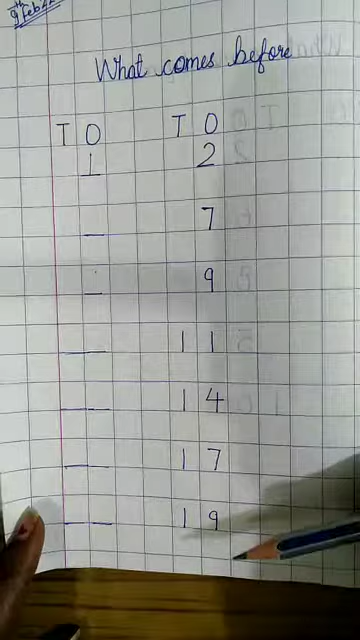 9th Feb
What comes before
T O T O
1 2
_ 7
_ 9
_ _ 1 1
_ _ 1 4
_ _ 1 7
_ _ 1 9